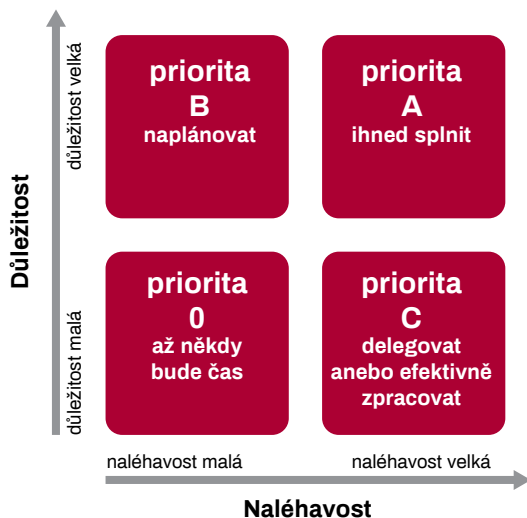 Důležitost
důležitost velká
důležitost malá
priorita
B
naplánovat
priorita
A
ihned splnit
priorita
0
až někdy
bude čas
priorita
C
delegovat
anebo efektivně
zpracovat
naléhavost malá
naléhavost velká
Naléhavost